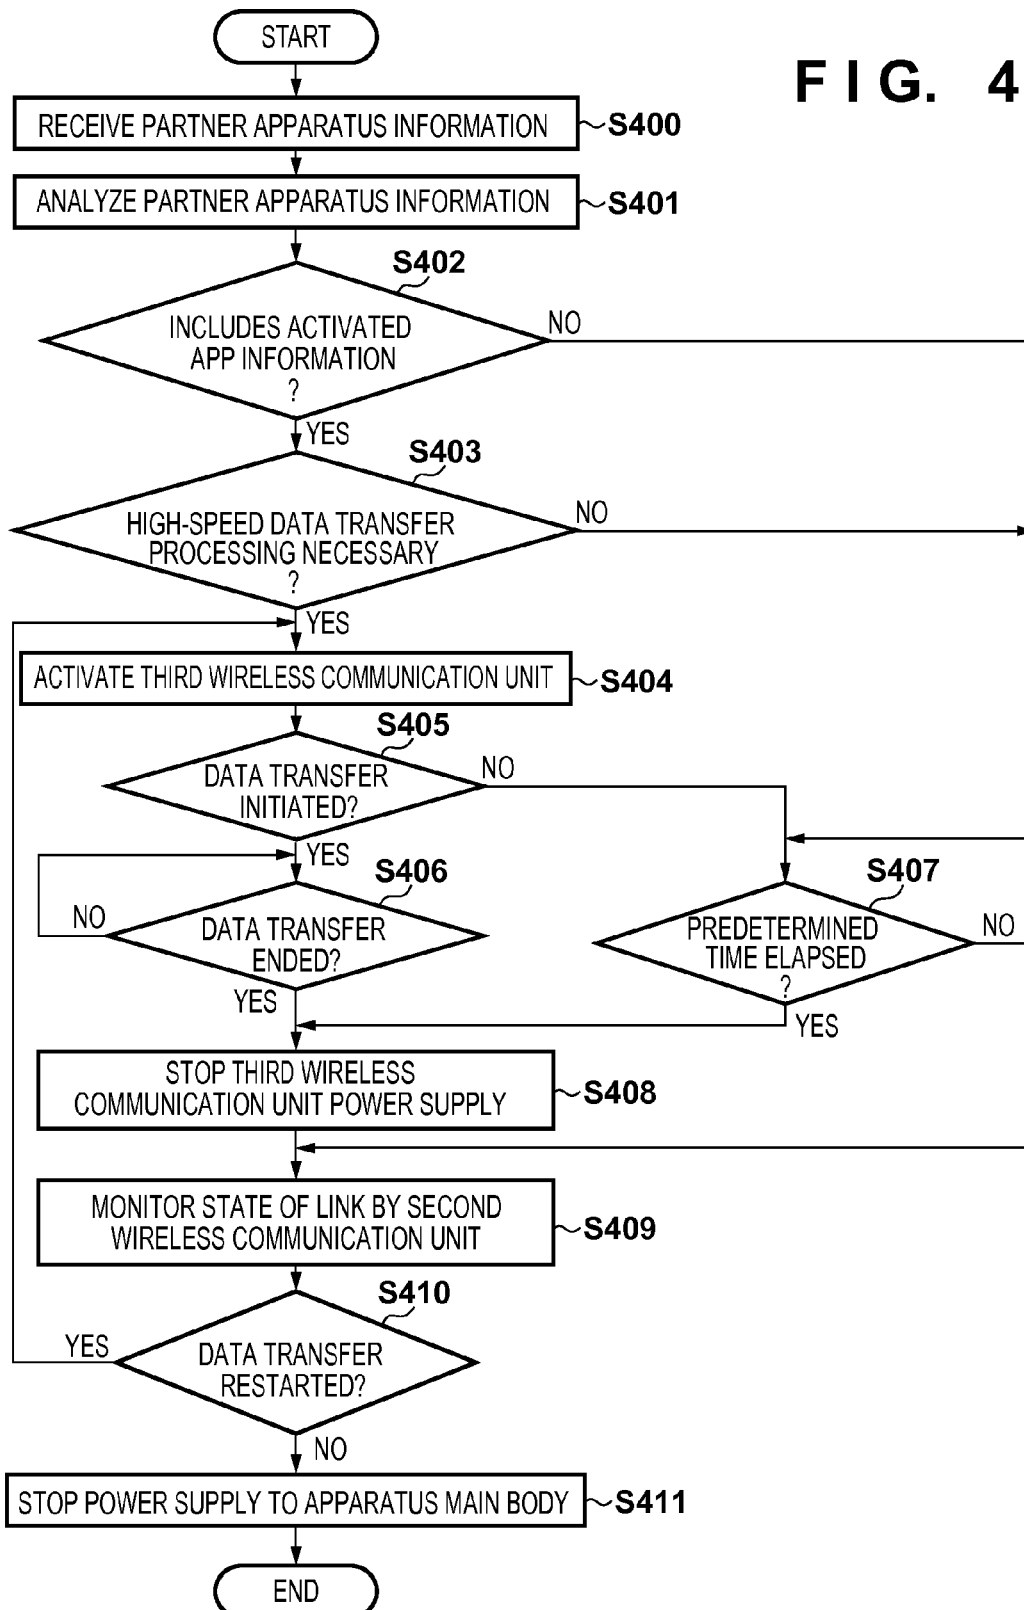 START
FIG. 4
RECEIVE PARTNER APPARATUS INFORMATION
S400
ANALYZE PARTNER APPARATUS INFORMATION
S401
S402
INCLUDES ACTIVATED
APP INFORMATION
?
NO
YES
S403
HIGH-SPEED DATA TRANSFER
PROCESSING NECESSARY
?
NO
YES
ACTIVATE THIRD WIRELESS COMMUNICATION UNIT
S404
S405
DATA TRANSFER
INITIATED?
NO
YES
S406
DATA TRANSFER
ENDED?
NO
YES
S407
PREDETERMINED
TIME ELAPSED
?
NO
YES
STOP THIRD WIRELESS
COMMUNICATION UNIT POWER SUPPLY
S408
MONITOR STATE OF LINK BY SECOND
WIRELESS COMMUNICATION UNIT
S409
S410
DATA TRANSFER
RESTARTED?
YES
NO
STOP POWER SUPPLY TO APPARATUS MAIN BODY
S411
END